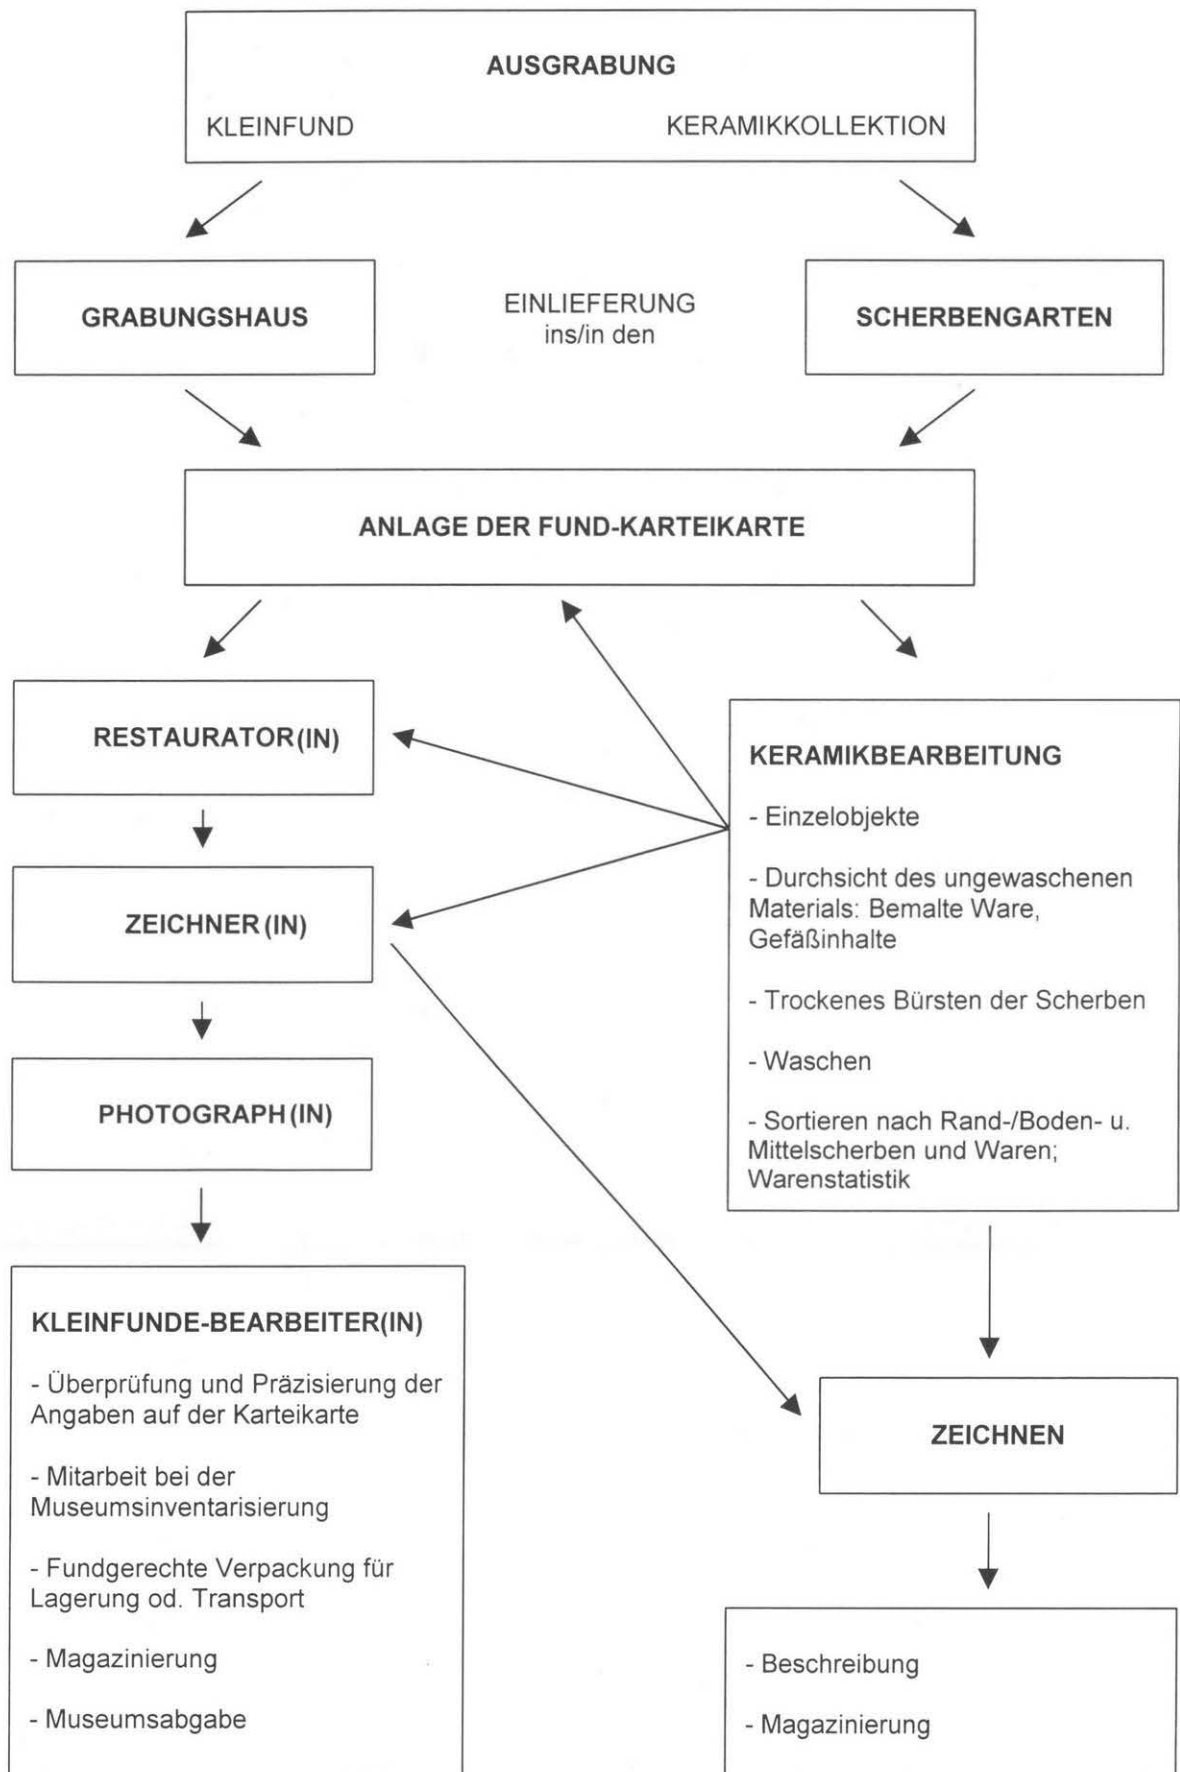 AUSGRABUNG
KLEINFUND
KERAMIKKOLLEKTION
GRABUNGSHAUS
EINLIEFERUNG
ins/in den
SCHERBENGARTEN
ANLAGE DER FUND-KARTEIKARTE
RESTAURATOR(IN)
ZEICHNER(IN)
PHOTOGRAPH(IN)
KLEINFUNDE-BEARBEITER(IN)
- Überprüfung und Präzisierung der
Angaben auf der Karteikarte
- Mitarbeit bei der
Museumsinventarisierung
- Fundgerechte Verpackung für
Lagerung od. Transport
- Magazinierung
- Museumsabgabe
KERAMIKBEARBEITUNG
- Einzelobjekte
- Durchsicht des ungewaschenen
Materials: Bemalte Ware,
Gefäßinhalte
- Trockenes Bürsten der Scherben
- Waschen
- Sortieren nach Rand-/Boden- u.
Mittelscherben und Waren;
Warenstatistik
ZEICHNEN
- Beschreibung
- Magazinierung